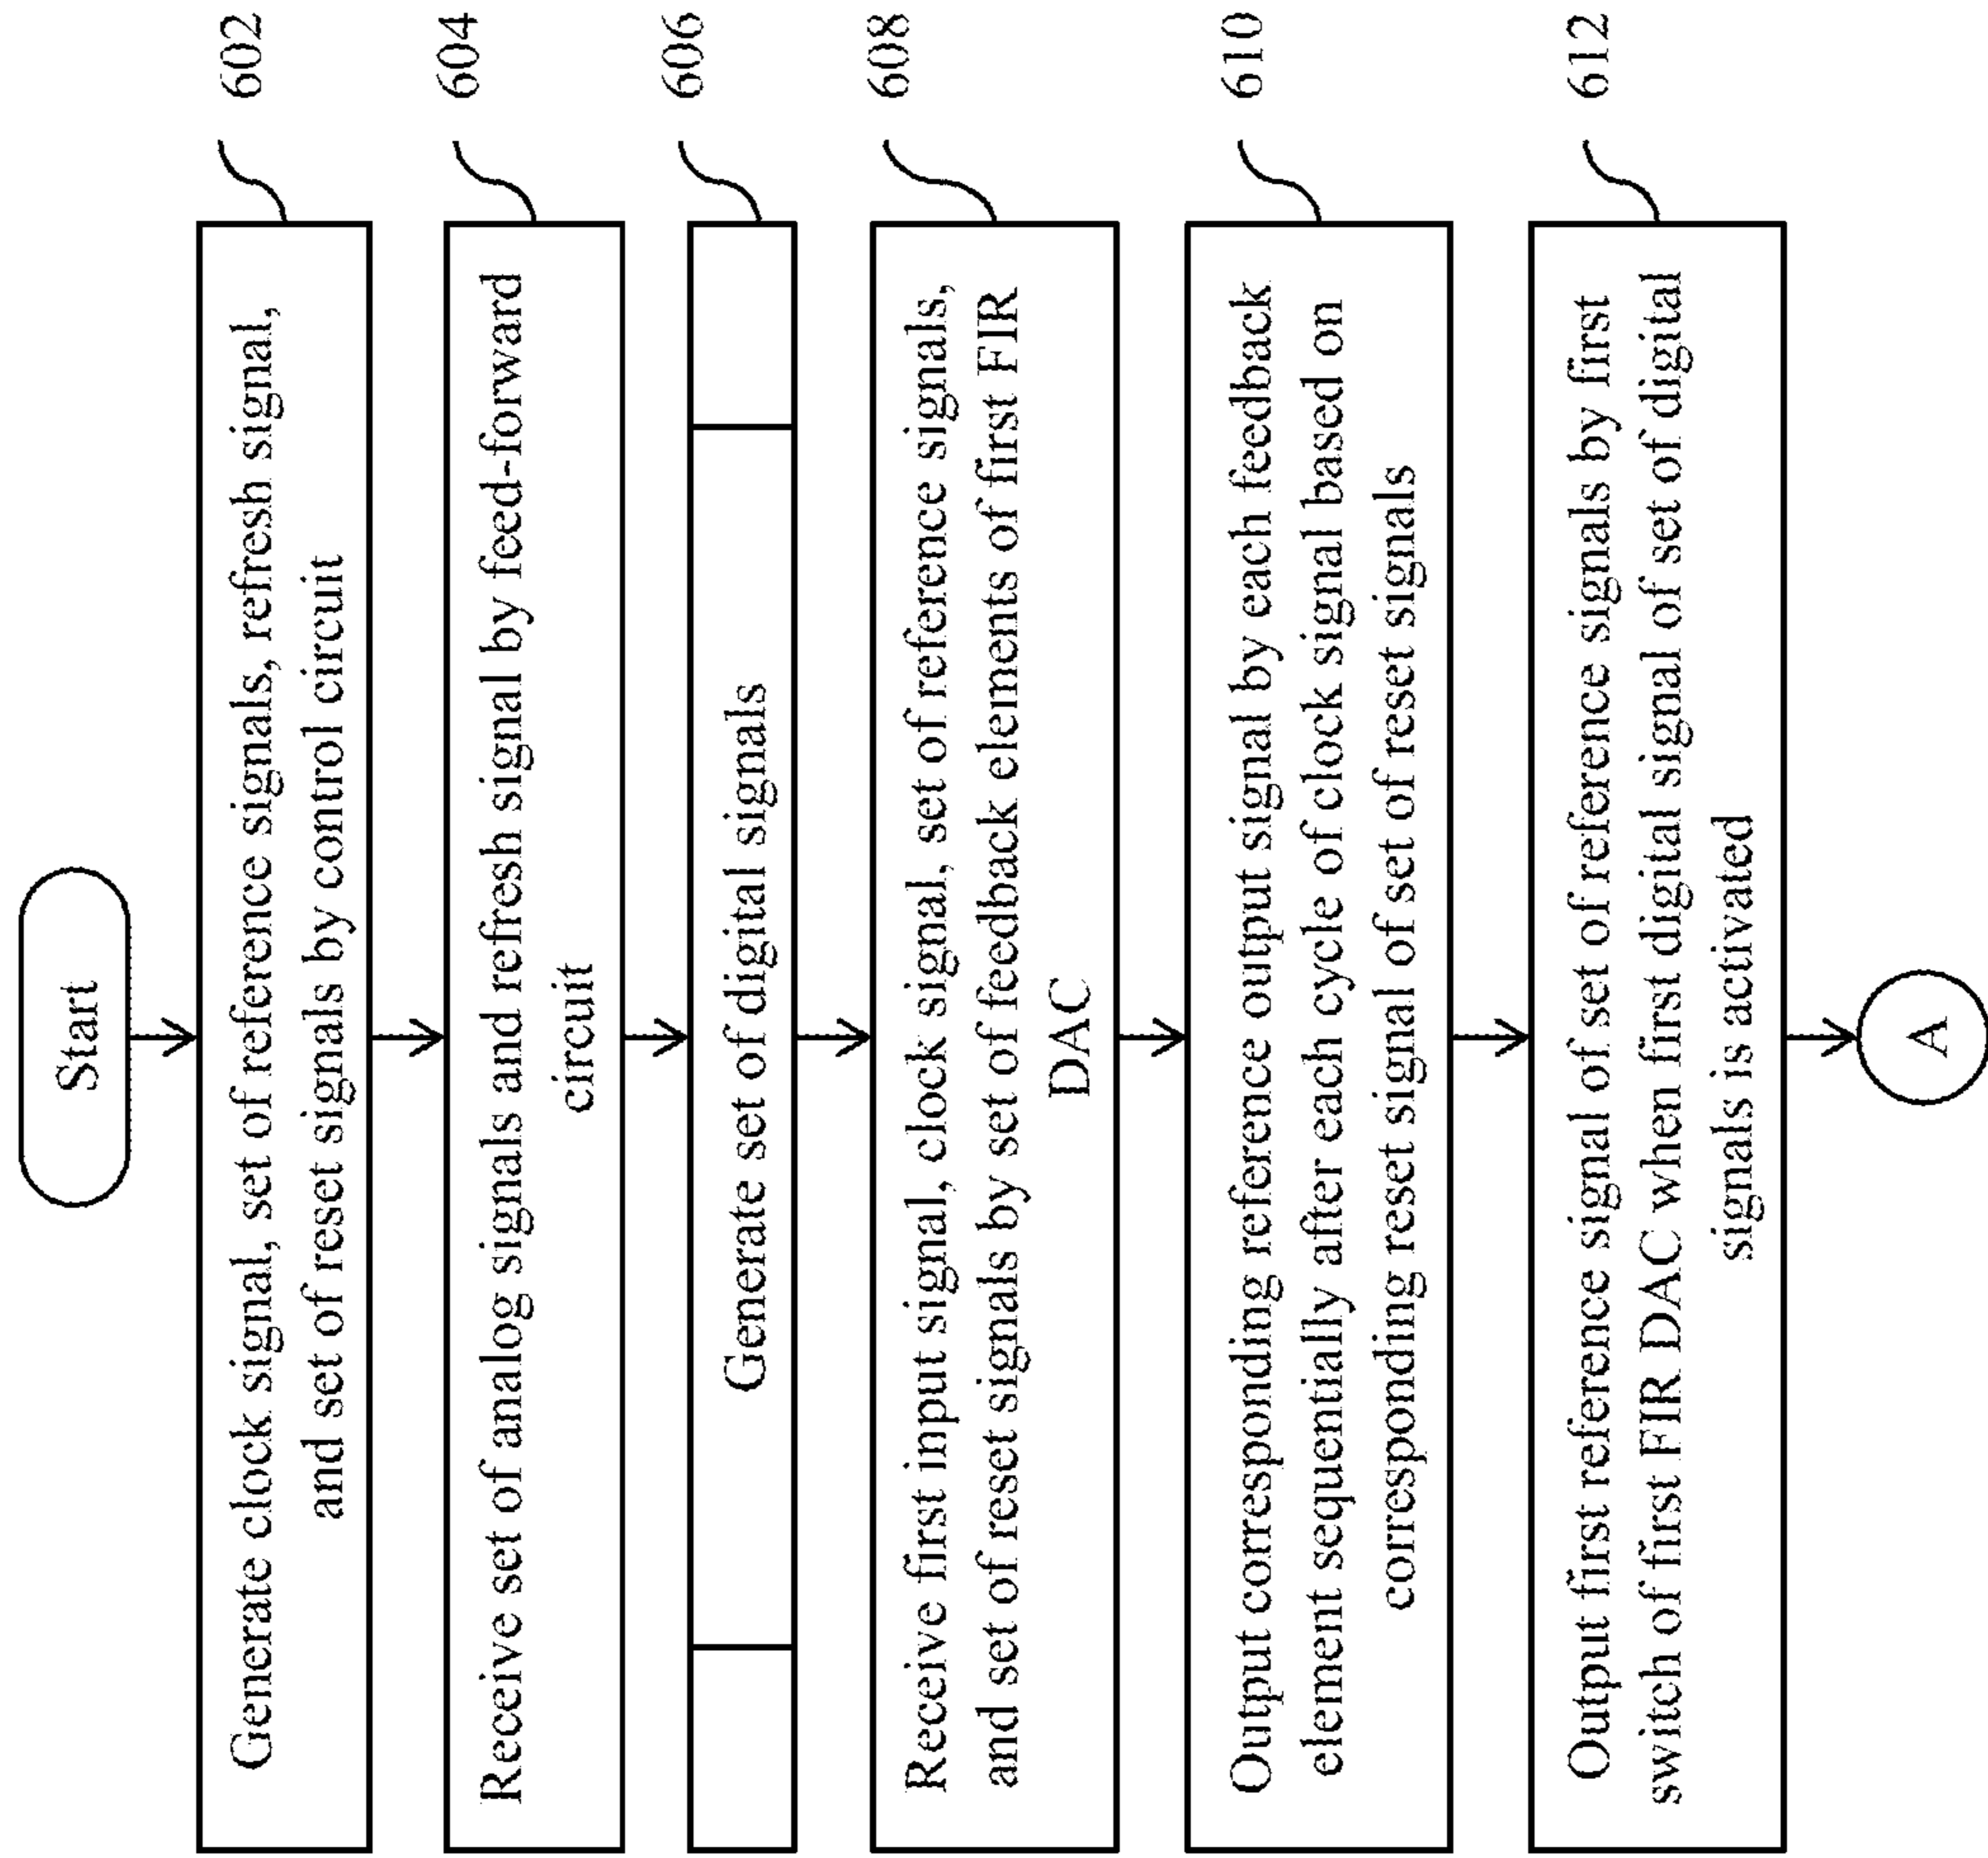 Start
Generate clock signal, set of reference signals, refresh signal,
and set of reset signals by control circuit
602
Receive set of analog signals and refresh signal by feed-forward
circuit
604
Generate set of digital signals
606
Receive first input signal, clock signal, set of reference signals,
and set of reset signals by set of feedback elements of first FIR
DAC
608
Output corresponding reference output signal by each feedback
element sequentially after each cycle of clock signal based on
corresponding reset signal of set of reset signals
610
Output first reference signal of set of reference signals by first
switch of first FIR DAC when first digital signal of set of digital
signals is activated
612
A